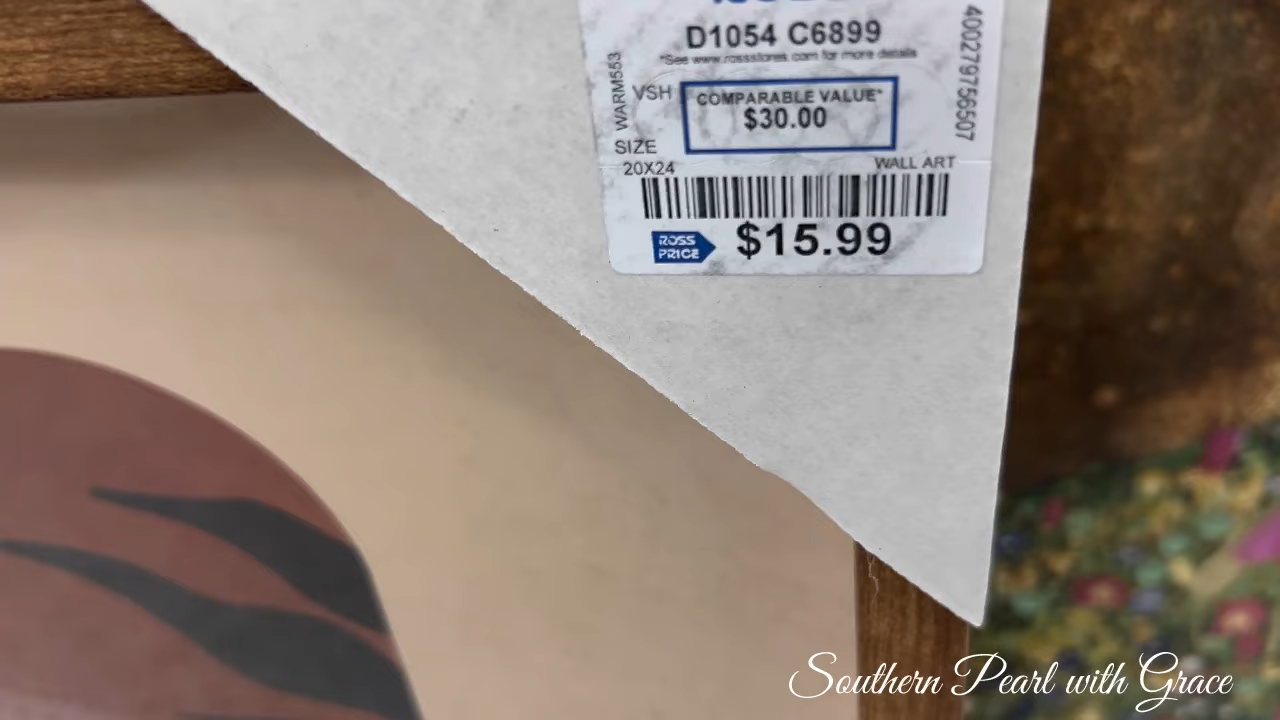 D1054 C6899
*See www.rossstores.com for more details
WARM553
VSH
COMPARABLE VALUE*
$30.00
400279756507
SIZE
20X24
WALL ART
ROSS
PRICE
$15.99
Southern Pearl with Grace